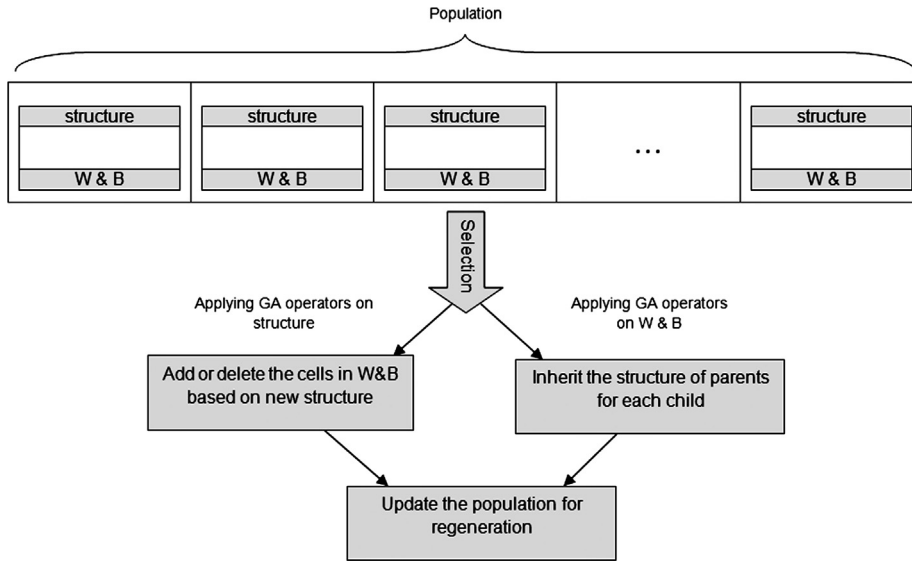 Population
structure
structure
structure
structure
...
W & B
W & B
W & B
W & B
Selection
Applying GA operators on
structure
Applying GA operators
on W & B
Add or delete the cells in W&B
based on new structure
Inherit the structure of parents
for each child
Update the population for
regeneration